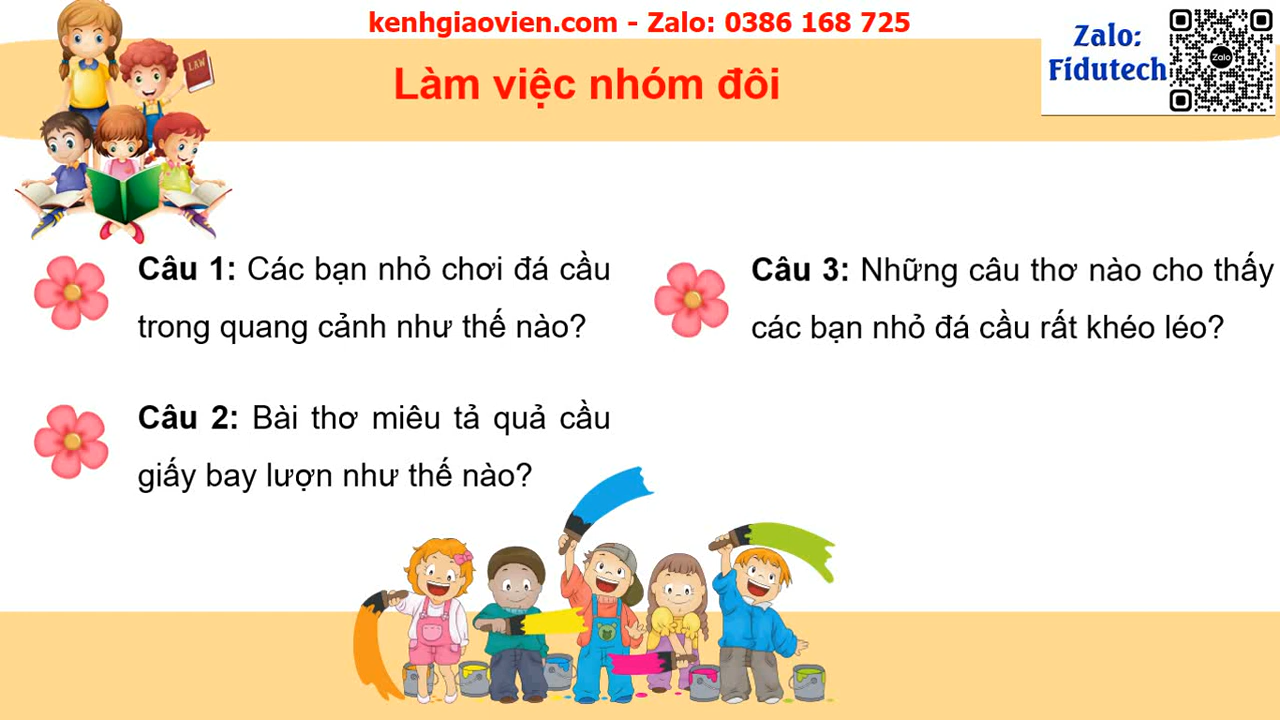 kenhgiaovien.com - Zalo: 0386 168 725
Làm việc nhóm đôi
Zalo:
Fidutech
Zalo
LAW
Câu 1: Các bạn nhỏ chơi đá cầu
trong quang cảnh như thế nào?
Câu 2: Bài thơ miêu tả quả cầu
giấy bay lượn như thế nào?
Câu 3: Những câu thơ nào cho thấy
các bạn nhỏ đá cầu rất khéo léo?